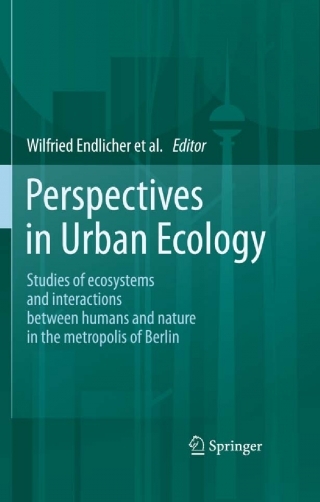 Wilfried Endlicher et al. Editor
Perspectives
in Urban Ecology
Studies of ecosystems
and interactions
between humans and nature
in the metropolis of Berlin
Springer